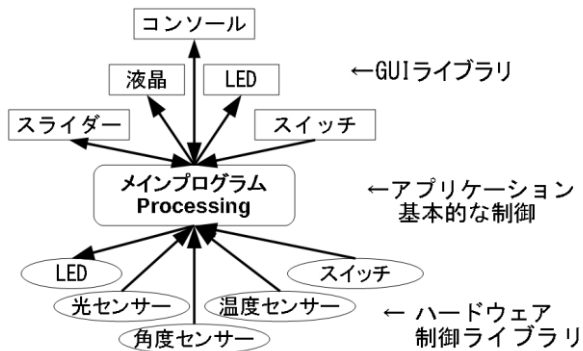 コンソール
液晶
LED
←GUIライブラリ
スライダー
スイッチ
メインプログラム
Processing
←アプリケーション
基本的な制御
LED
スイッチ
光センサー
温度センサー
角度センサー
← ハードウェア
制御ライブラリ